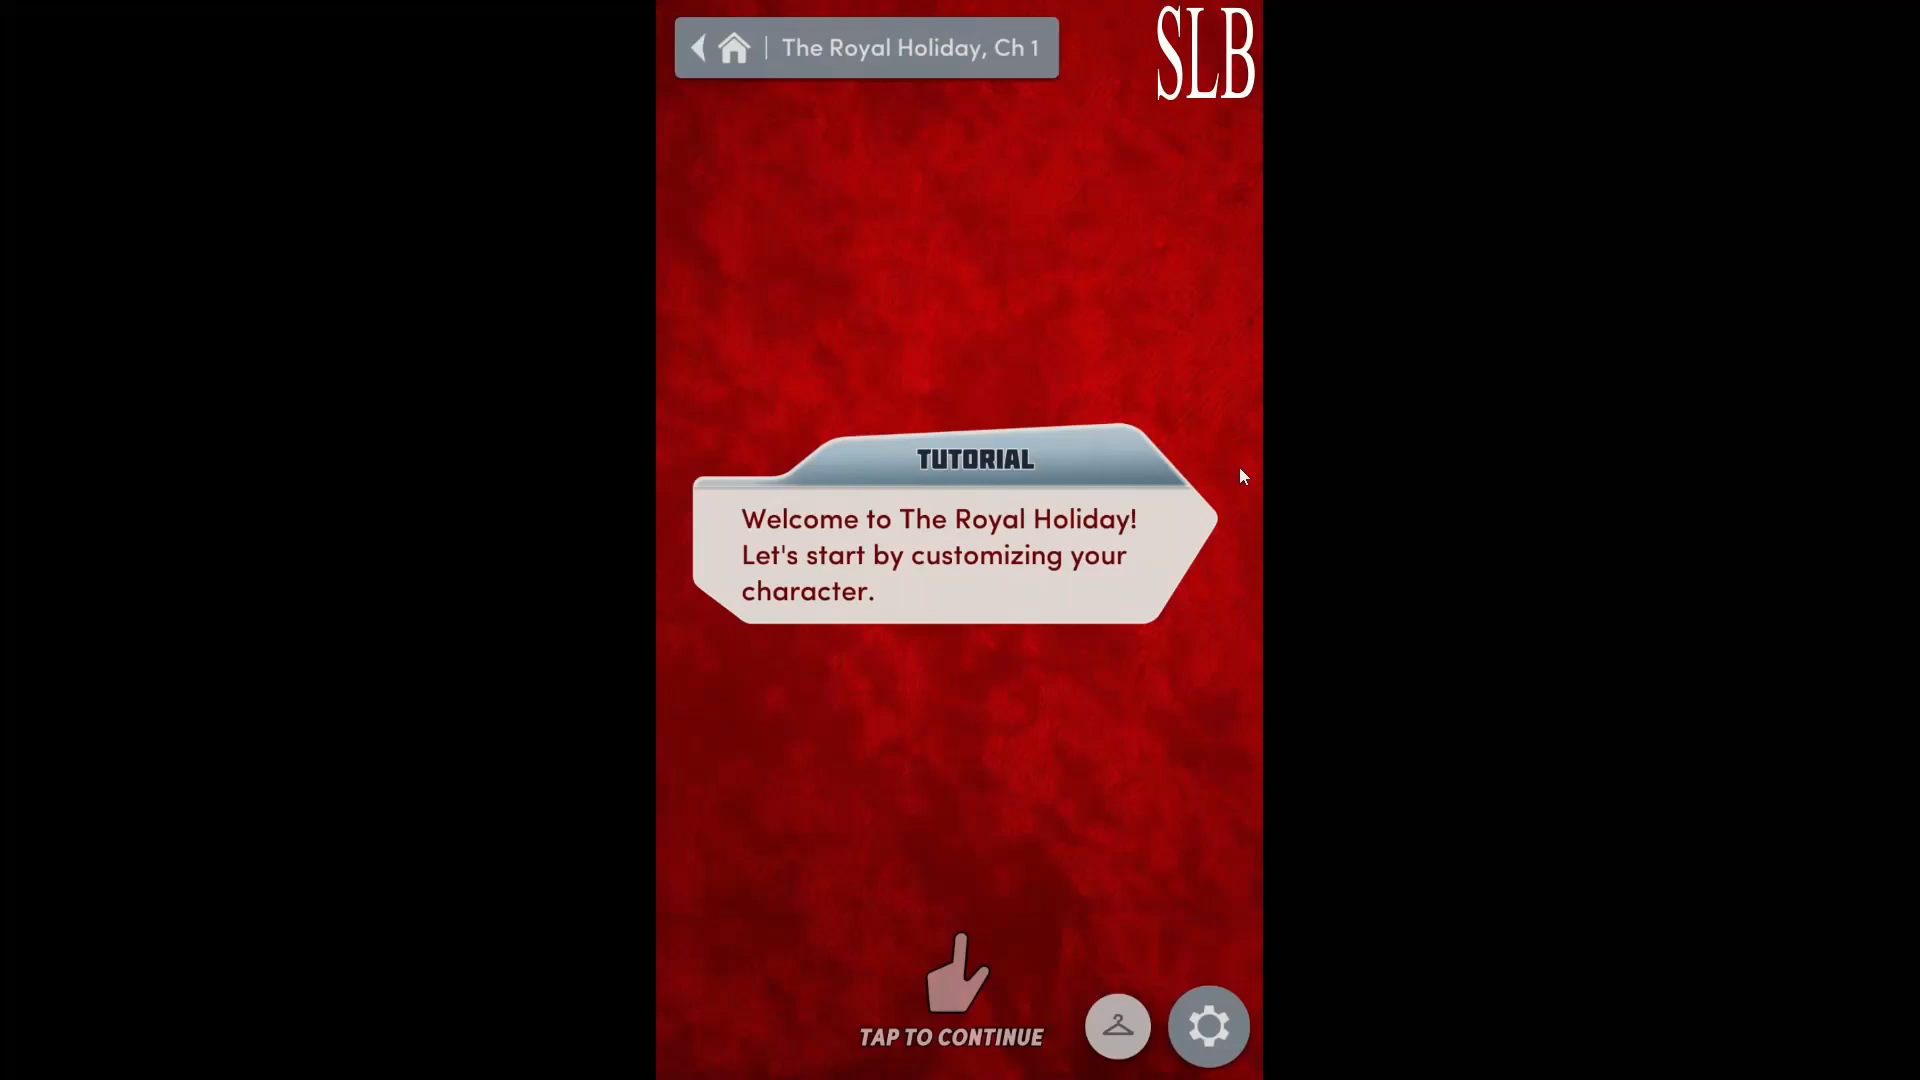 The Royal Holiday, Ch 1
SLB
TUTORIAL
Welcome to The Royal Holiday!
Let's start by customizing your
character.
TAP TO CONTINUE